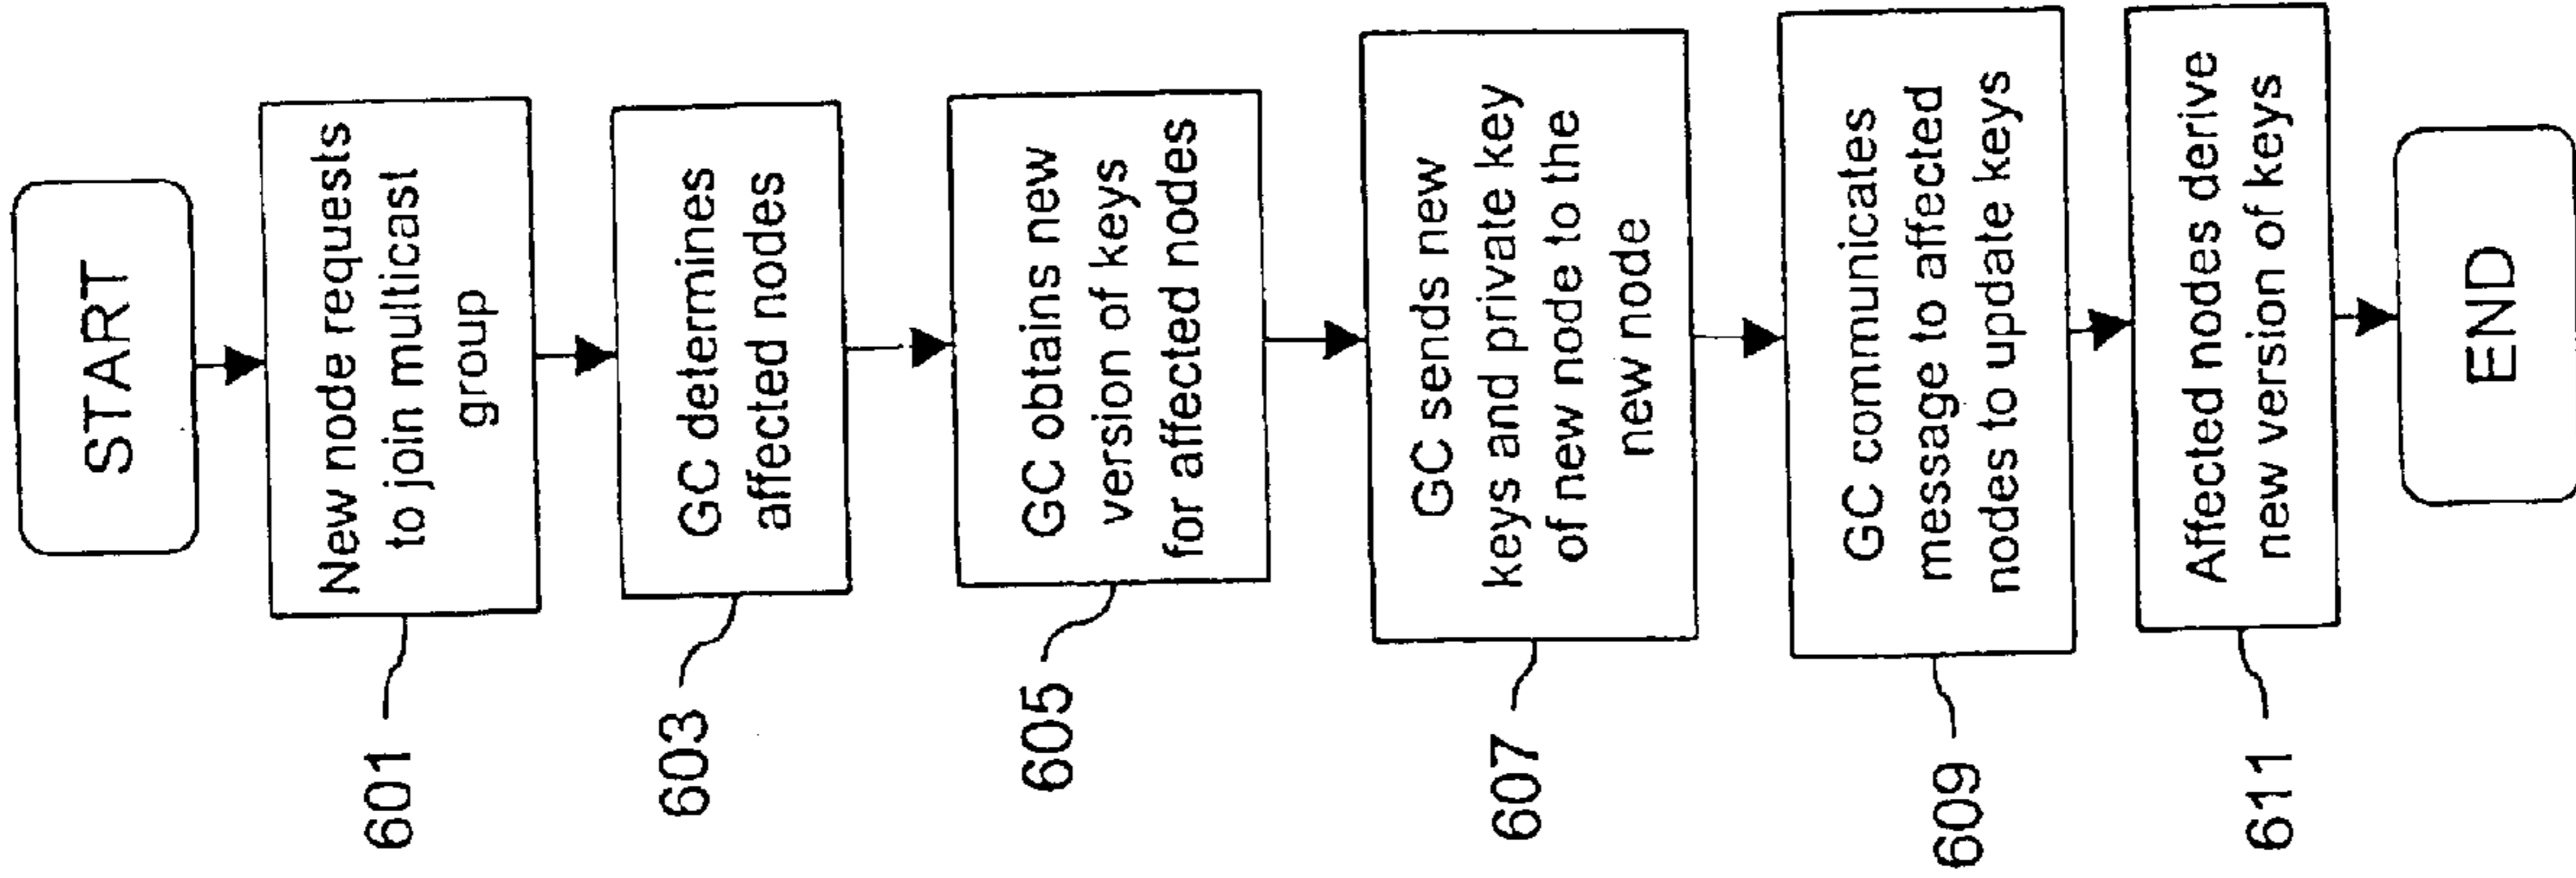 START
601
New node requests
to join multicast
group
603
GC determines
affected nodes
605
GC obtains new
version of keys
for affected nodes
607
GC sends new
keys and private key
of new node to the
new node
609
GC communicates
message to affected
nodes to update keys
611
Affected nodes derive
new version of keys
END